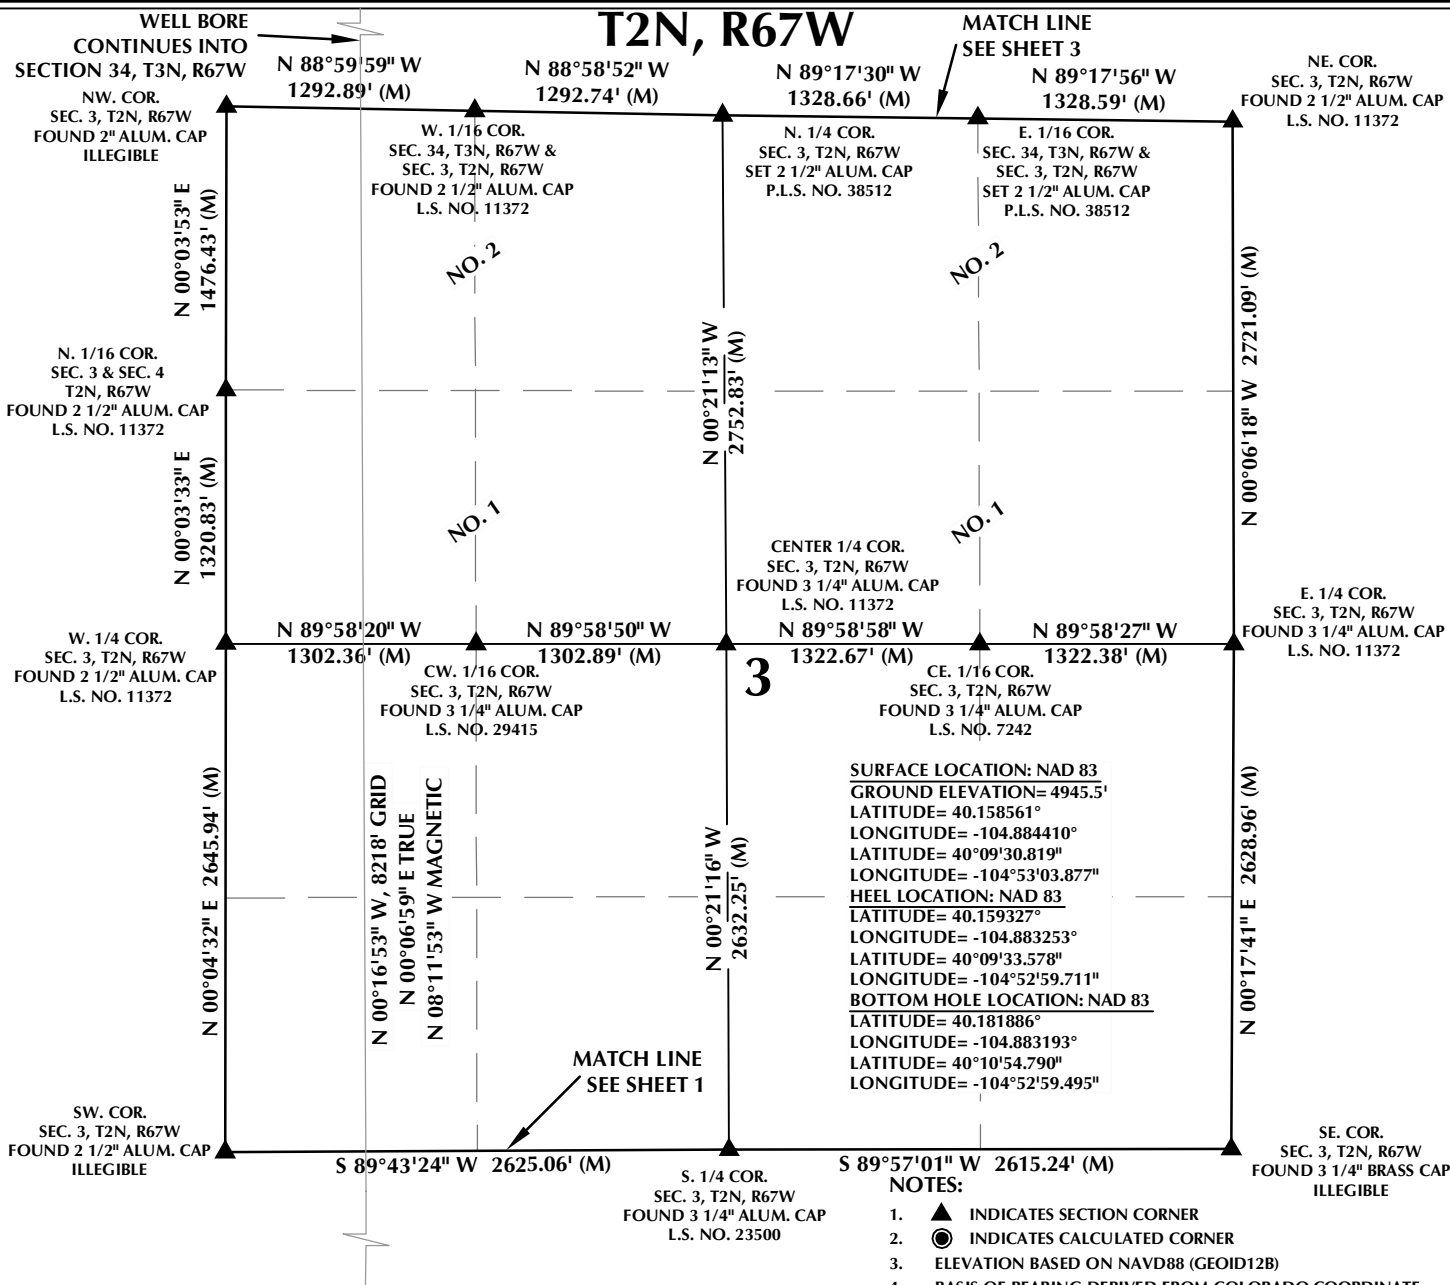 T2N, R67W
WELL BORE
CONTINUES INTO
SECTION 34, T3N, R67W
MATCH LINE
SEE SHEET 3
N 88°59'59" W
1292.89' (M)
N 88°58'52" W
1292.74' (M)
N 89°17'30" W
1328.66' (M)
N 89°17'56" W
1328.59' (M)
NE. COR.
SEC. 3, T2N, R67W
FOUND 2 1/2" ALUM. CAP
L.S. NO. 11372
NW. COR.
SEC. 3, T2N, R67W
FOUND 2" ALUM. CAP
ILLEGIBLE
W. 1/16 COR.
SEC. 34, T3N, R67W &
SEC. 3, T2N, R67W
FOUND 2 1/2" ALUM. CAP
L.S. NO. 11372
N. 1/4 COR.
SEC. 3, T2N, R67W
SET 2 1/2" ALUM. CAP
P.L.S. NO. 38512
E. 1/16 COR.
SEC. 34, T3N, R67W &
SEC. 3, T2N, R67W
SET 2 1/2" ALUM. CAP
P.L.S. NO. 38512
N 00°03'53" E
1476.43' (M)
NO. 2
NO. 2
N 00°21'13" W
2752.83' (M)
N 00°06'18" W 2721.09' (M)
N. 1/16 COR.
SEC. 3 & SEC. 4
T2N, R67W
FOUND 2 1/2" ALUM. CAP
L.S. NO. 11372
N 00°03'33" E
1320.83' (M)
NO. 1
NO. 1
CENTER 1/4 COR.
SEC. 3, T2N, R67W
FOUND 3 1/4" ALUM. CAP
L.S. NO. 11372
E. 1/4 COR.
SEC. 3, T2N, R67W
FOUND 3 1/4" ALUM. CAP
L.S. NO. 11372
W. 1/4 COR.
SEC. 3, T2N, R67W
FOUND 2 1/2" ALUM. CAP
L.S. NO. 11372
N 89°58'20" W
1302.36' (M)
N 89°58'50" W
1302.89' (M)
N 89°58'58" W
1322.67' (M)
N 89°58'27" W
1322.38' (M)
3
CW. 1/16 COR.
SEC. 3, T2N, R67W
FOUND 3 1/4" ALUM. CAP
L.S. NO. 29415
CE. 1/16 COR.
SEC. 3, T2N, R67W
FOUND 3 1/4" ALUM. CAP
L.S. NO. 7242
N 00°04'32" E 2645.94' (M)
N 00°16'53" W, 8218' GRID
N 00°06'59" E TRUE
N 08°11'53" W MAGNETIC
N 00°21'16" W
2632.25' (M)
SURFACE LOCATION: NAD 83
GROUND ELEVATION= 4945.5'
LATITUDE= 40.158561°
LONGITUDE= -104.884410°
LATITUDE= 40°09'30.819"
LONGITUDE= -104°53'03.877"
HEEL LOCATION: NAD 83
LATITUDE= 40.159327°
LONGITUDE= -104.883253°
LATITUDE= 40°09'33.578"
LONGITUDE= -104°52'59.711"
BOTTOM HOLE LOCATION: NAD 83
LATITUDE= 40.181886°
LONGITUDE= -104.883193°
LATITUDE= 40°10'54.790"
LONGITUDE= -104°52'59.495"
N 00°17'41" E 2628.96' (M)
MATCH LINE
SEE SHEET 1
SW. COR.
SEC. 3, T2N, R67W
FOUND 2 1/2" ALUM. CAP
ILLEGIBLE
S 89°43'24" W 2625.06' (M)
S. 1/4 COR.
SEC. 3, T2N, R67W
FOUND 3 1/4" ALUM. CAP
L.S. NO. 23500
S 89°57'01" W 2615.24' (M)
SE. COR.
SEC. 3, T2N, R67W
FOUND 3 1/4" BRASS CAP
ILLEGIBLE
NOTES:
1. INDICATES SECTION CORNER
2. INDICATES CALCULATED CORNER
3. ELEVATION BASED ON NAVD88 (GEOID12B)
4. BASIS OF BEARING DERIVED FROM COLORADO COORDINATE